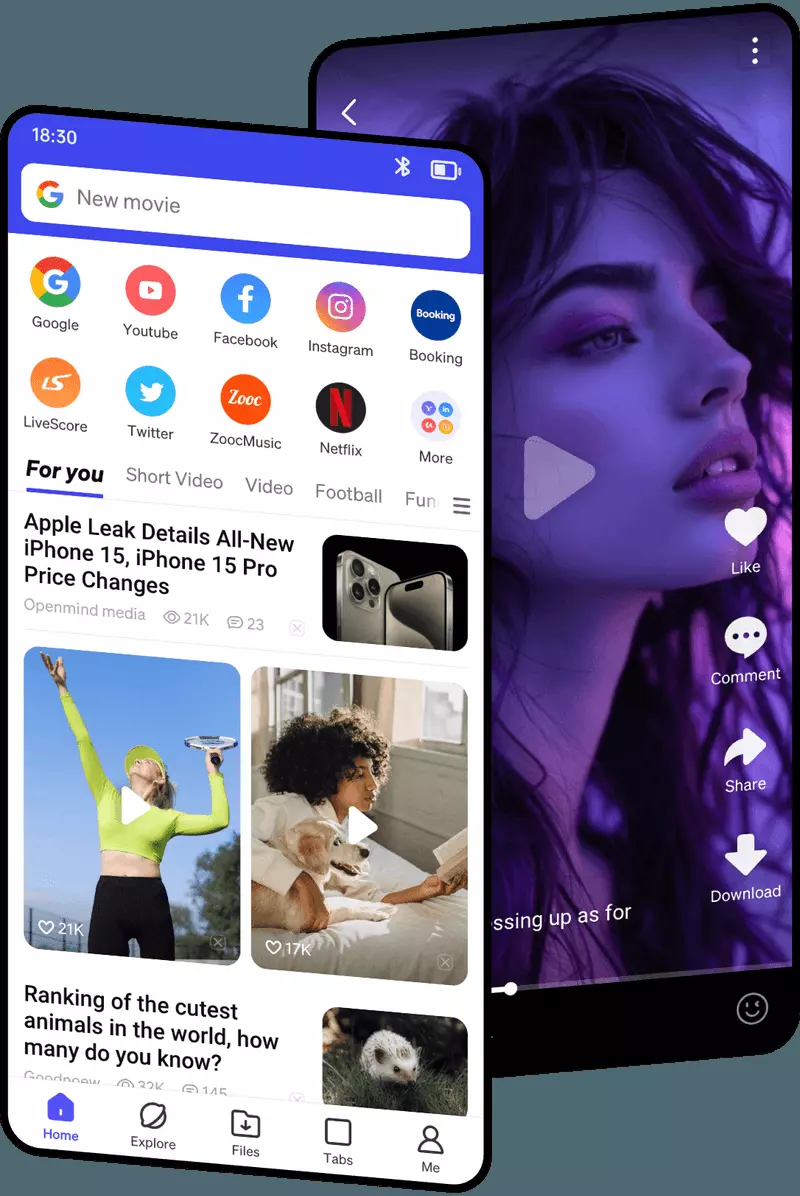 18:30
New movie
Google
Youtube
Facebook
Instagram
Booking
Booking
LiveScore
Twitter
Zooc
ZoocMusic
Netflix
More
For you
Short Video
Video
Football
Fun
Apple Leak Details All-New
iPhone 15, iPhone 15 Pro
Price Changes
Openmind media 21K 23
21K
17K
Ranking of the cutest
animals in the world, how
many do you know?
Goodnoew 32K 145
Home
Explore
Files
Tabs
Me
Like
Comment
Share
Download
ssing up as for